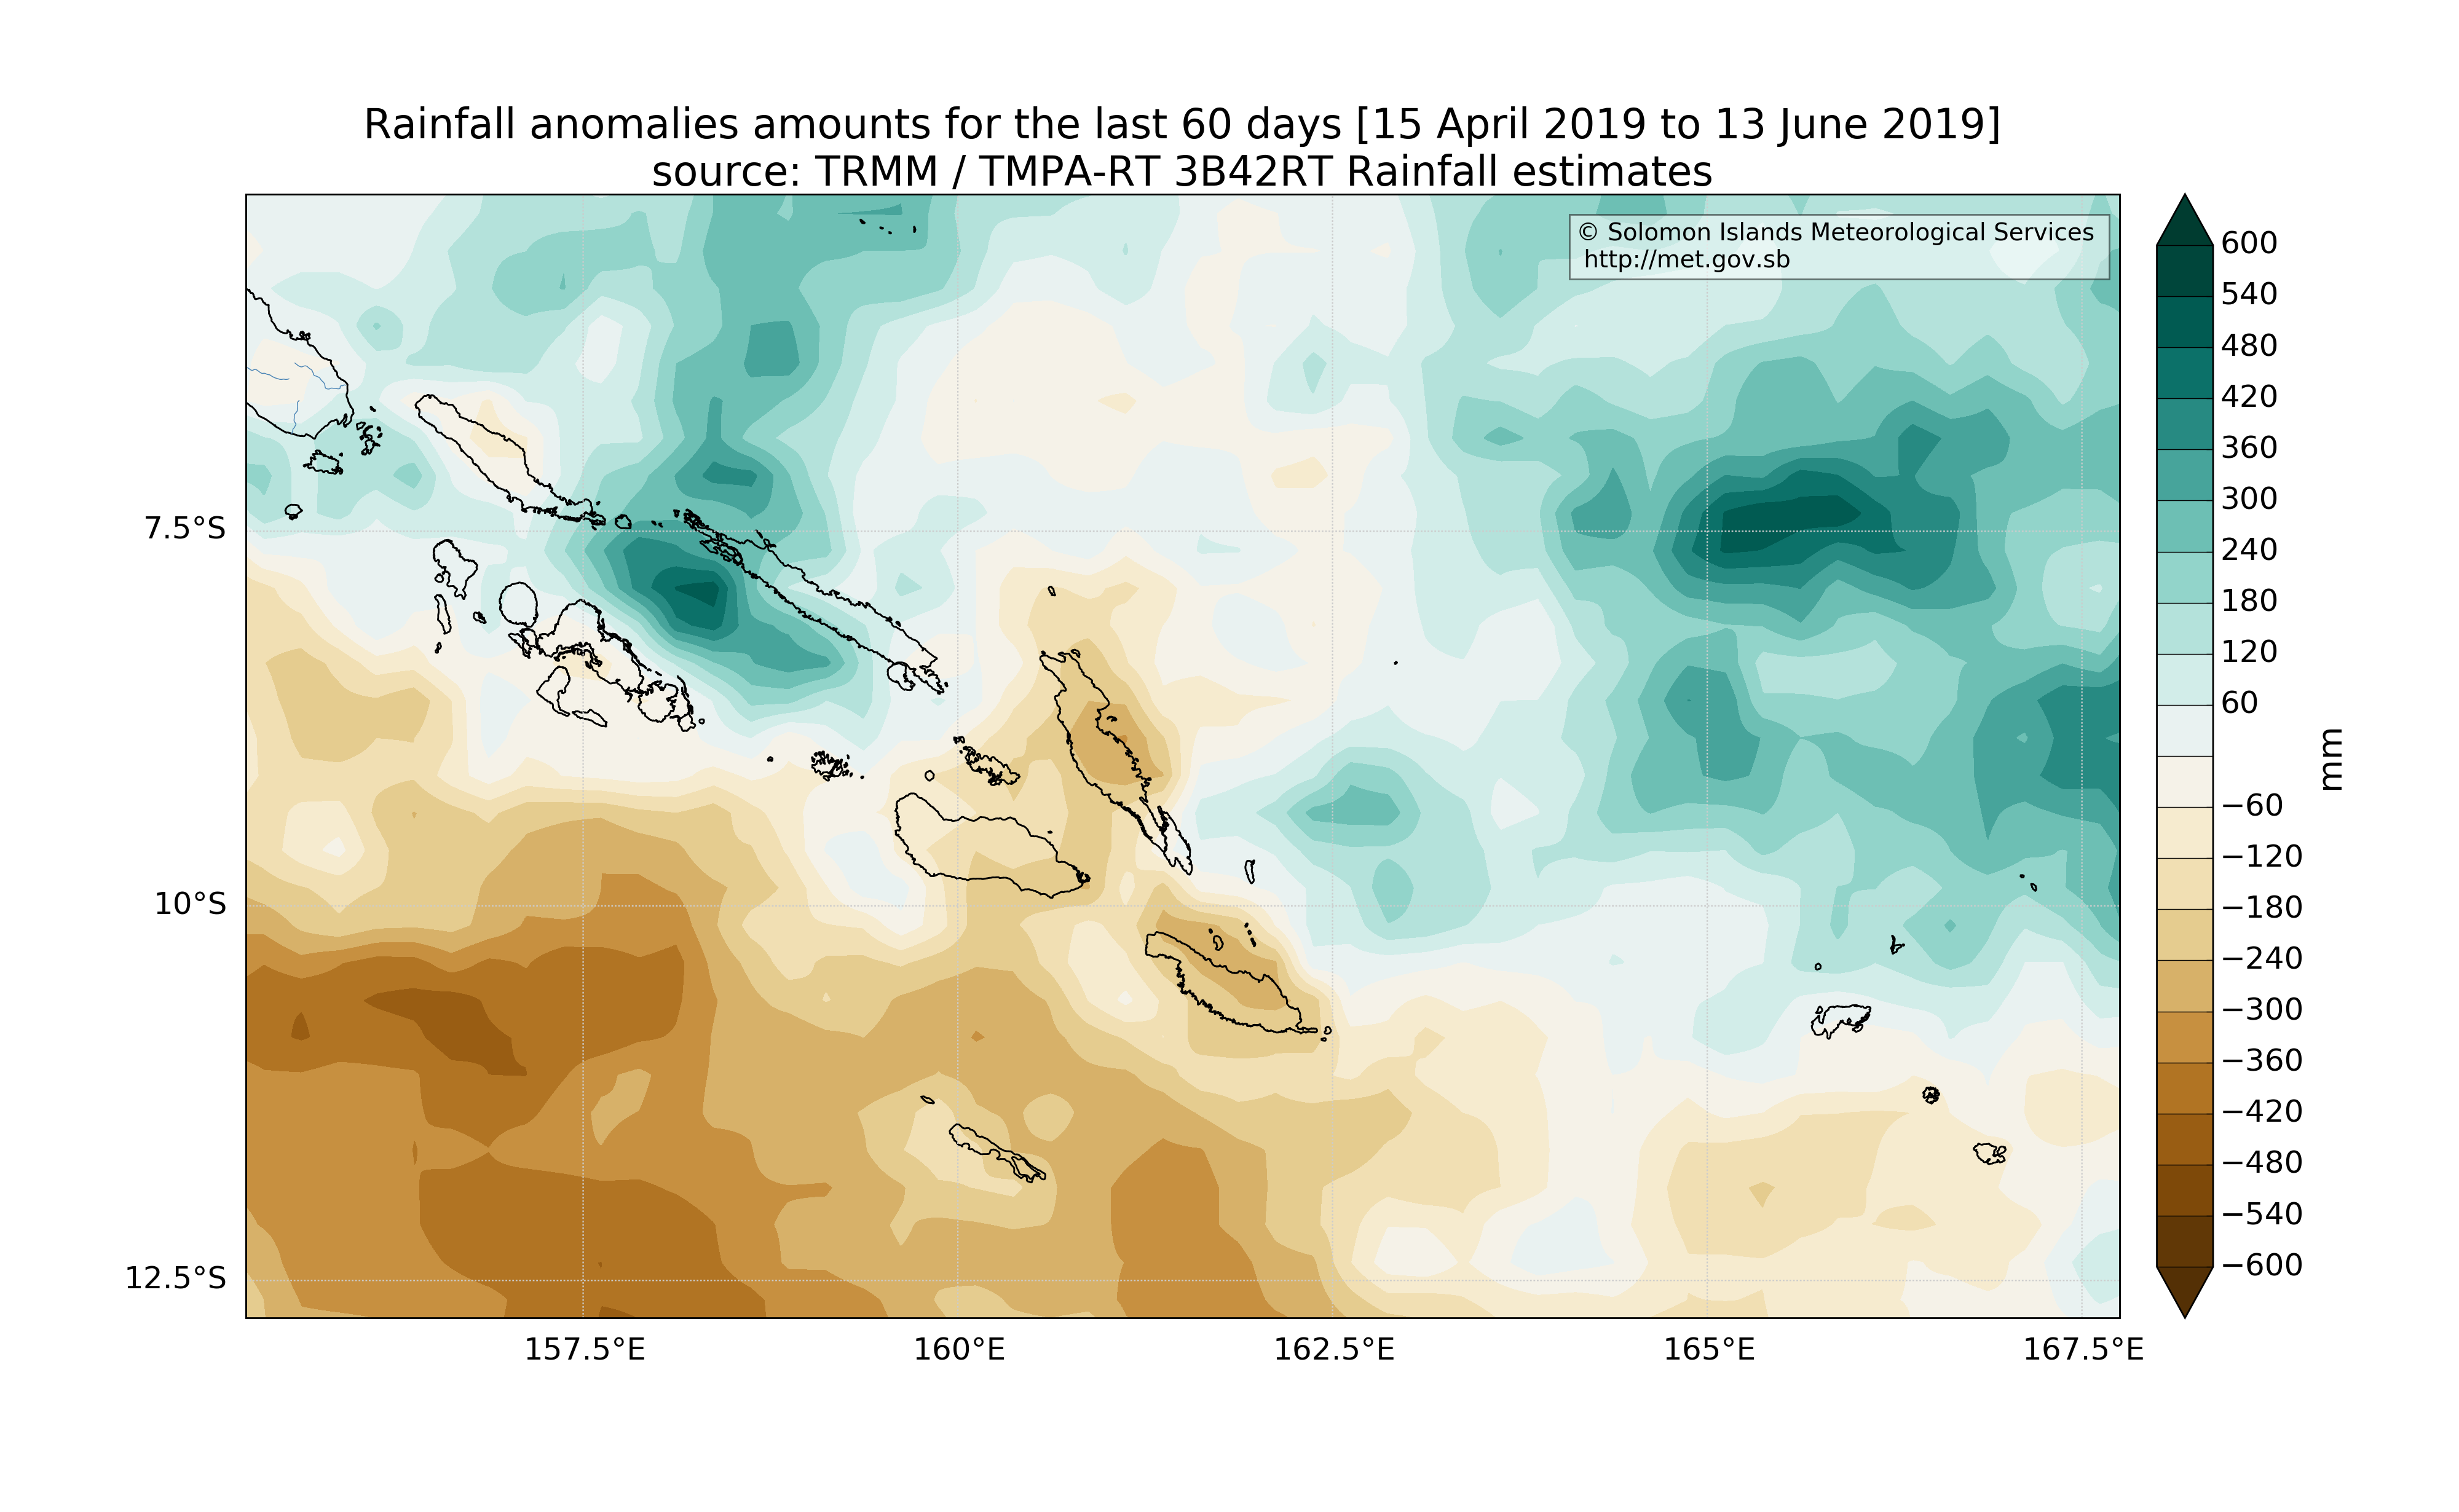 Rainfall anomalies amounts for the last 60 days [15 April 2019 to 13 June 2019]
source: TRMM / TMPA-RT 3B42RT Rainfall estimates
© Solomon Islands Meteorological Services
http://met.gov.sb
7.5°S
10°S
12.5°S
157.5°E
160°E
162.5°E
165°E
167.5°E
600
540
480
420
360
300
240
180
120
60
−60
−120
−180
−240
−300
−360
−420
−480
−540
−600
mm